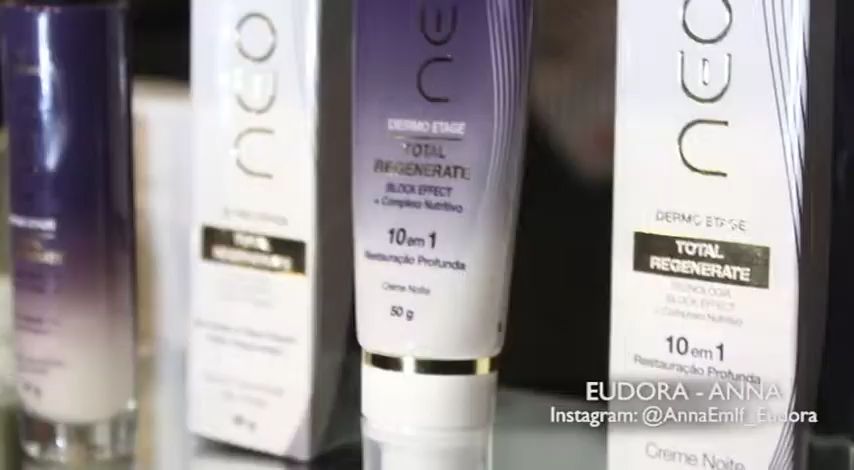 neo
TOTAL
REGENERATE
neo
DERMO ETAGE
TOTAL
REGENERATE
BLOCK EFFECT
+ Complexo Nutritivo
10 em 1
Restauração Profunda
Creme Noite
50 g
neo
DERMO ETAGE
TOTAL
REGENERATE
TECNOLOGIA
BLOCK EFFECT
+ Complexo Nutritivo
10 em 1
Restauração Profunda
Creme Noite
EUDORA - ANNA
Instagram: @AnnaEmlf_Eudora